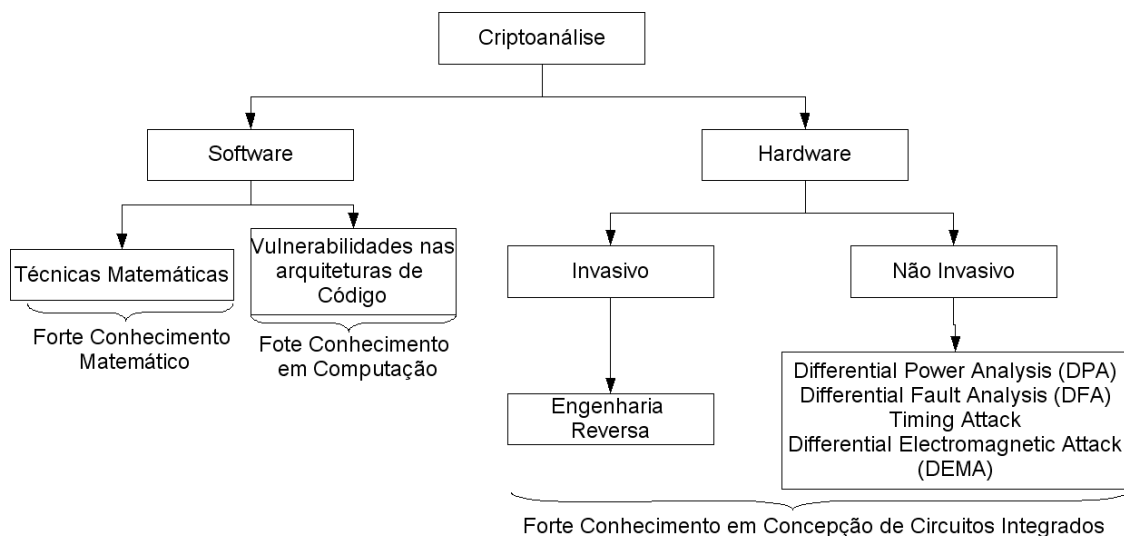 Criptoanálise
Software
Hardware
Técnicas Matemáticas
Vulnerabilidades nas
arquiteturas de
Código
Invasivo
Não Invasivo
Forte Conhecimento
Matemático
Fote Conhecimento
em Computação
Engenharia
Reversa
Differential Power Analysis (DPA)
Differential Fault Analysis (DFA)
Timing Attack
Differential Electromagnetic Attack
(DEMA)
Forte Conhecimento em Concepção de Circuitos Integrados